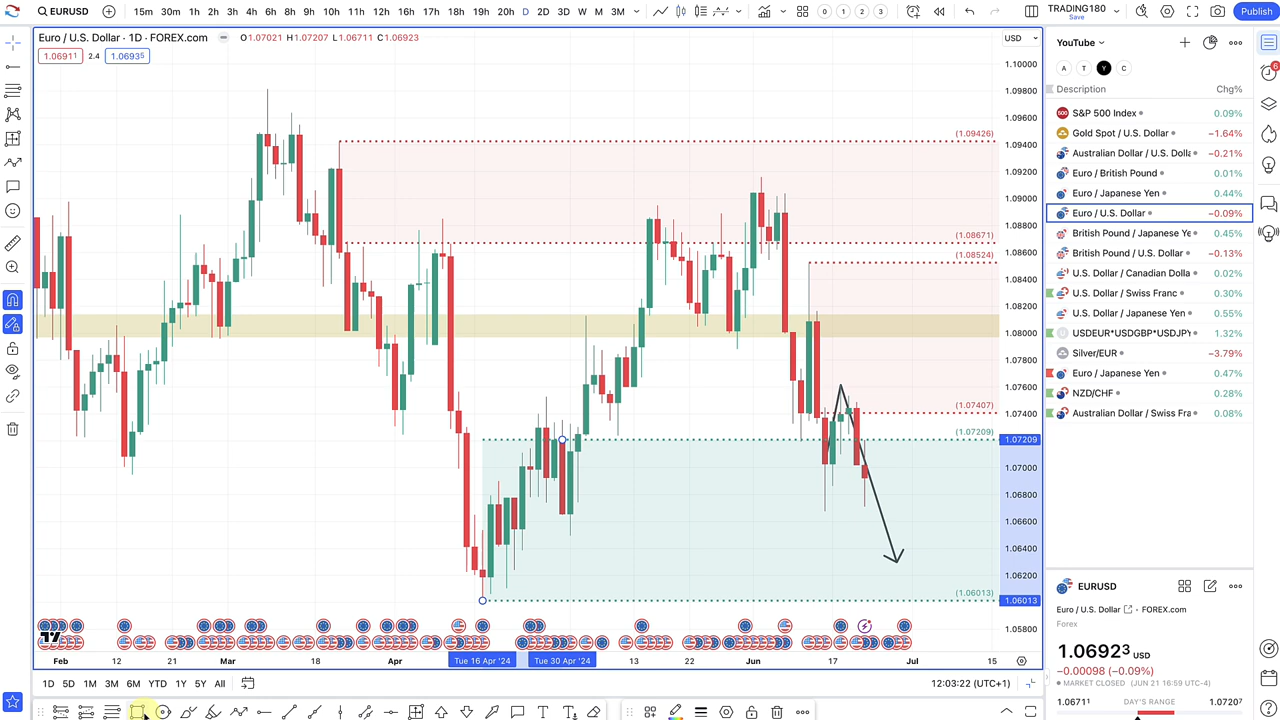 EURUSD 15m 30m 1h 2h 3h 4h 6h 8h 9h 10h 11h 12h 13h 14h 16h 18h 20h D 2D 3D W M 3M 0 1 2 3 TRADING180 Save Publish
Euro / U.S. Dollar · 1D · FOREX.com O1.07021 H1.07207 L1.06711 C1.06923
1.06911 2.4 1.06935
USD
1.10000
1.09800
1.09600
1.09400
1.09200
1.09000
1.08800
1.08600
1.08400
1.08200
1.08000
1.07800
1.07600
1.07400
1.07209
1.07000
1.06800
1.06600
1.06400
1.06200
1.06013
1.05800
(1.09426)
(1.08671)
(1.08524)
(1.07407)
(1.07209)
(1.06013)
Feb 12 21 Mar 18 Apr Tue 16 Apr '24 Tue 30 Apr '24 13 22 Jun 17 Jul 15
1D 5D 1M 3M 6M YTD 1Y 5Y All 12:03:22 (UTC+1)
YouTube
A T Y C
Description Chg%
S&P 500 Index 0.09%
Gold Spot / U.S. Dollar −1.64%
Australian Dollar / U.S. Dolla −0.21%
Euro / British Pound 0.01%
Euro / Japanese Yen 0.44%
Euro / U.S. Dollar −0.09%
British Pound / Japanese Ye 0.45%
British Pound / U.S. Dollar −0.13%
U.S. Dollar / Canadian Dolla 0.02%
U.S. Dollar / Swiss Franc 0.30%
U.S. Dollar / Japanese Yen 0.55%
USDEUR*USDGBP*USDJPY 1.32%
Silver/EUR −3.79%
Euro / Japanese Yen 0.47%
NZD/CHF 0.28%
Australian Dollar / Swiss Fra 0.08%
6
EURUSD
Euro / U.S. Dollar · FOREX.com
Forex
1.06923 USD
−0.00098 (−0.09%)
MARKET CLOSED (JUN 21 16:59 UTC-4)
1.06711 DAY'S RANGE 1.07207